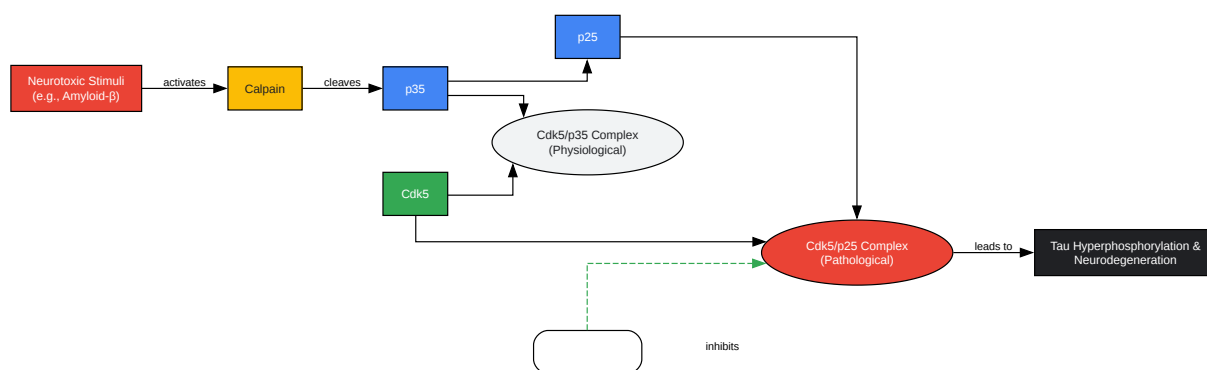 p25
Neurotoxic Stimuli
(e.g., Amyloid-β)
activates
Calpain
cleaves
p35
Cdk5/p35 Complex
(Physiological)
Cdk5
Cdk5/p25 Complex
(Pathological)
leads to
Tau Hyperphosphorylation &
Neurodegeneration
inhibits